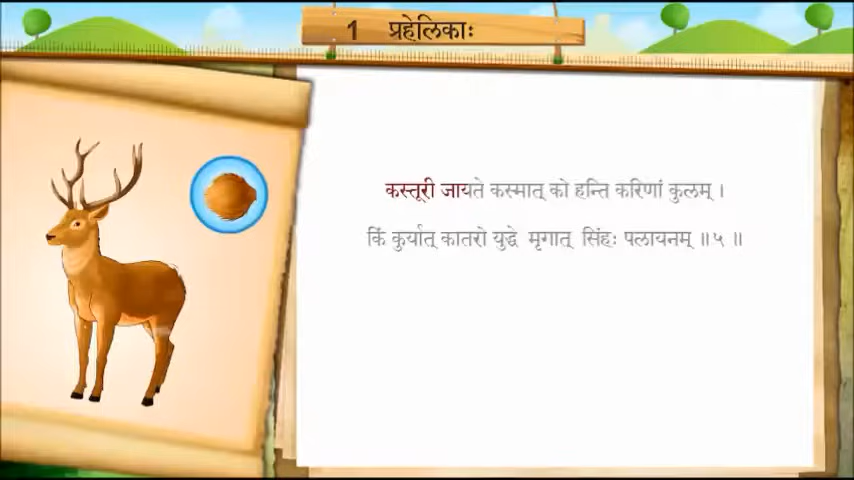 1 प्रहेलिकाः
कस्तूरी जायते कस्मात् को हन्ति करिणां कुलम् ।
किं कुर्यात् कातरो युद्धे मृगात् सिंहः पलायनम् ॥५ ॥